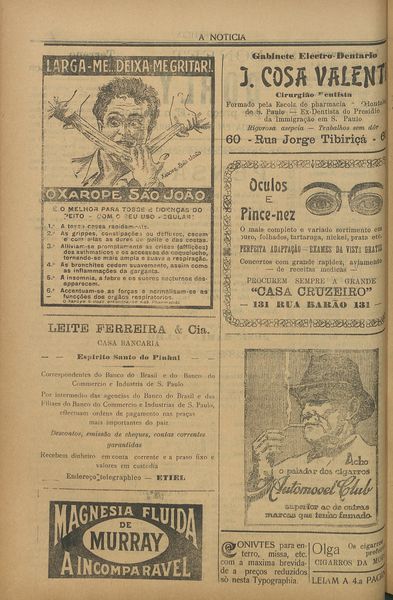 A NOTICIA
LARGA-ME... DEIXA-ME GRITAR!
Xarope São João
O XAROPE SÃO JOÃO
É O MELHOR PARA TOSSE E DOENÇAS DO
PEITO - COM O SEU USO REGULAR:
1.º A tosse cessa rapidamente.
2.º As grippes, constipações ou defluxos, cedem
e com ellas as dores do peito e das costas.
3.º Alliviam-se promptamente as crises (afflicções)
dos asthmaticos e os accessos da coqueluche,
tornando-se mais ampla e suave a respiração.
4.º As bronchites cedem suavemente, assim como
as inflammações da garganta.
5.º A insomnia, a febre e os suores nocturnos des-
apparecem.
6.º Accentuam-se as forças e normalisam-se as
funcções dos orgãos respiratorios.
LEITE FERREIRA & Cia.
CASA BANCARIA
— — Espirito Santo do Pinhal — —
Correspondentes do Banco do Brasil e do Banco do
Commercio e Industria de S. Paulo
Por intermedio das agencias do Banco do Brasil e das
Filiaes do Banco do Commercio e Industria de S. Paulo,
effectuam ordens de pagamento nas praças
mais importantes do paiz.
Descontos, emissão de cheques, contas correntes
garantidas
Recebem dinheiro em conta corrente e a praso fixo e
valores em custodia
Endereço telegraphico — ETIEL
MAGNESIA FLUIDA
DE
MURRAY
A INCOMPARAVEL
Gabinete Electro-Dentario
J. COSA VALENT
Cirurgião Dentista
Formado pela Escola de pharmacia e Odonto
de S. Paulo — Ex-Dentista do Presidio
da Immigração em S. Paulo
Rigorosa asepcia — Trabalhos sem dôr
60 - Rua Jorge Tibiriçá - 6
Oculos
E
Pince-nez
O mais completo e variado sortimento em
ouro, folhados, tartaruga, nickel, prata etc.
PERFEITA ADAPTAÇÃO — EXAMES DA VISTA GRATIS
Concertos com grande rapidez, aviamento
— de receitas medicas —
PROCUREM SEMPRE A GRANDE
"CASA CRUZEIRO"
— 131 RUA BARÃO 131 —
Acho
o paladar dos cigarros
Automovel Club
superior ao de outras
marcas que tenho fumado.
CONIVTES para en-
terro, missa, etc.
com a maxima brevida-
de a preços reduzidos
só nesta Typographia.
Olga Os cigarros
CIGARROS DA
LEIAM A 4.a PAG